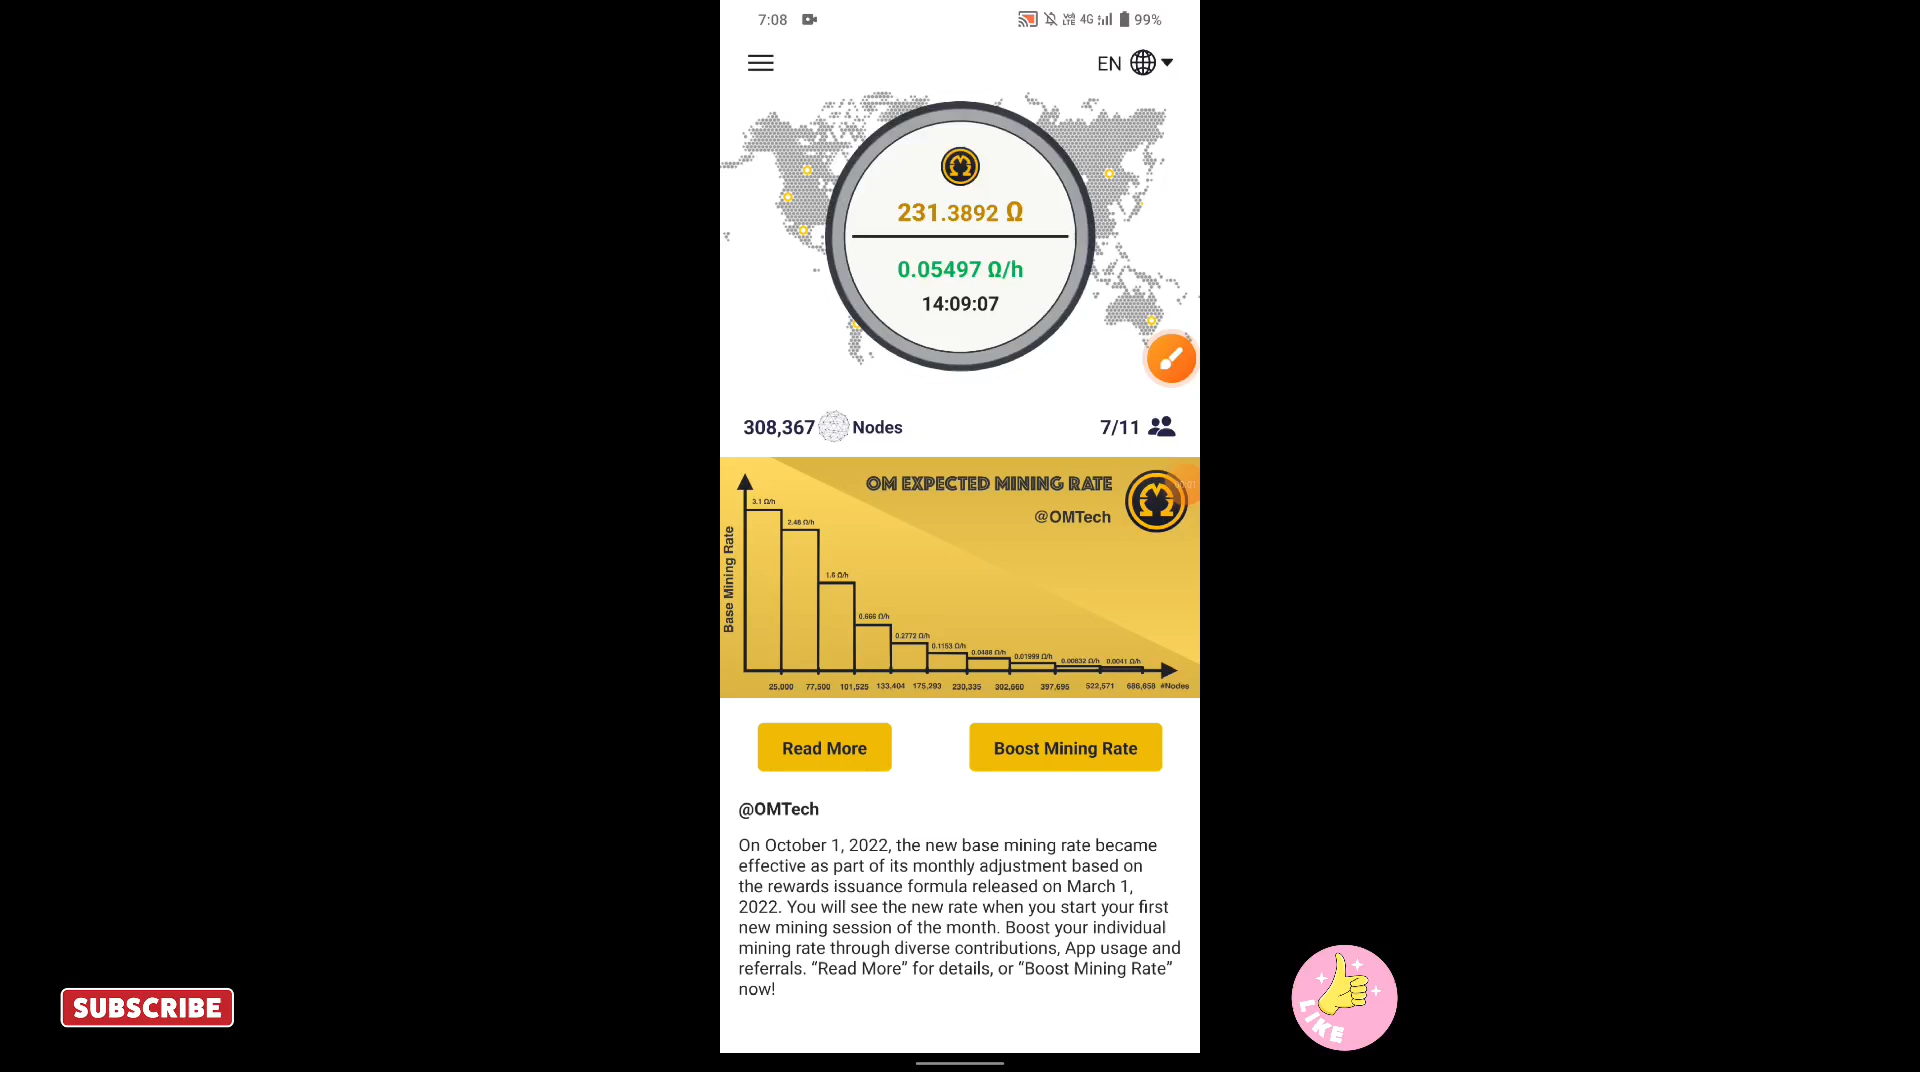 7:08
4G
99%
EN
231.3892 Ω
0.05497 Ω/h
14:09:07
308,367 Nodes
7/11
OM EXPECTED MINING RATE
@OMTech
Base Mining Rate
3.1 Ω/h
2.48 Ω/h
1.6 Ω/h
0.666 Ω/h
0.2772 Ω/h
0.1153 Ω/h
0.0488 Ω/h
0.01999 Ω/h
0.00832 Ω/h
0.0041 Ω/h
25,000 77,500 101,525 133,404 175,293 230,335 302,660 397,695 522,571 686,658 #Nodes
Read More
Boost Mining Rate
@OMTech
On October 1, 2022, the new base mining rate became
effective as part of its monthly adjustment based on
the rewards issuance formula released on March 1,
2022. You will see the new rate when you start your first
new mining session of the month. Boost your individual
mining rate through diverse contributions, App usage and
referrals. “Read More” for details, or “Boost Mining Rate”
now!
SUBSCRIBE
LIKE